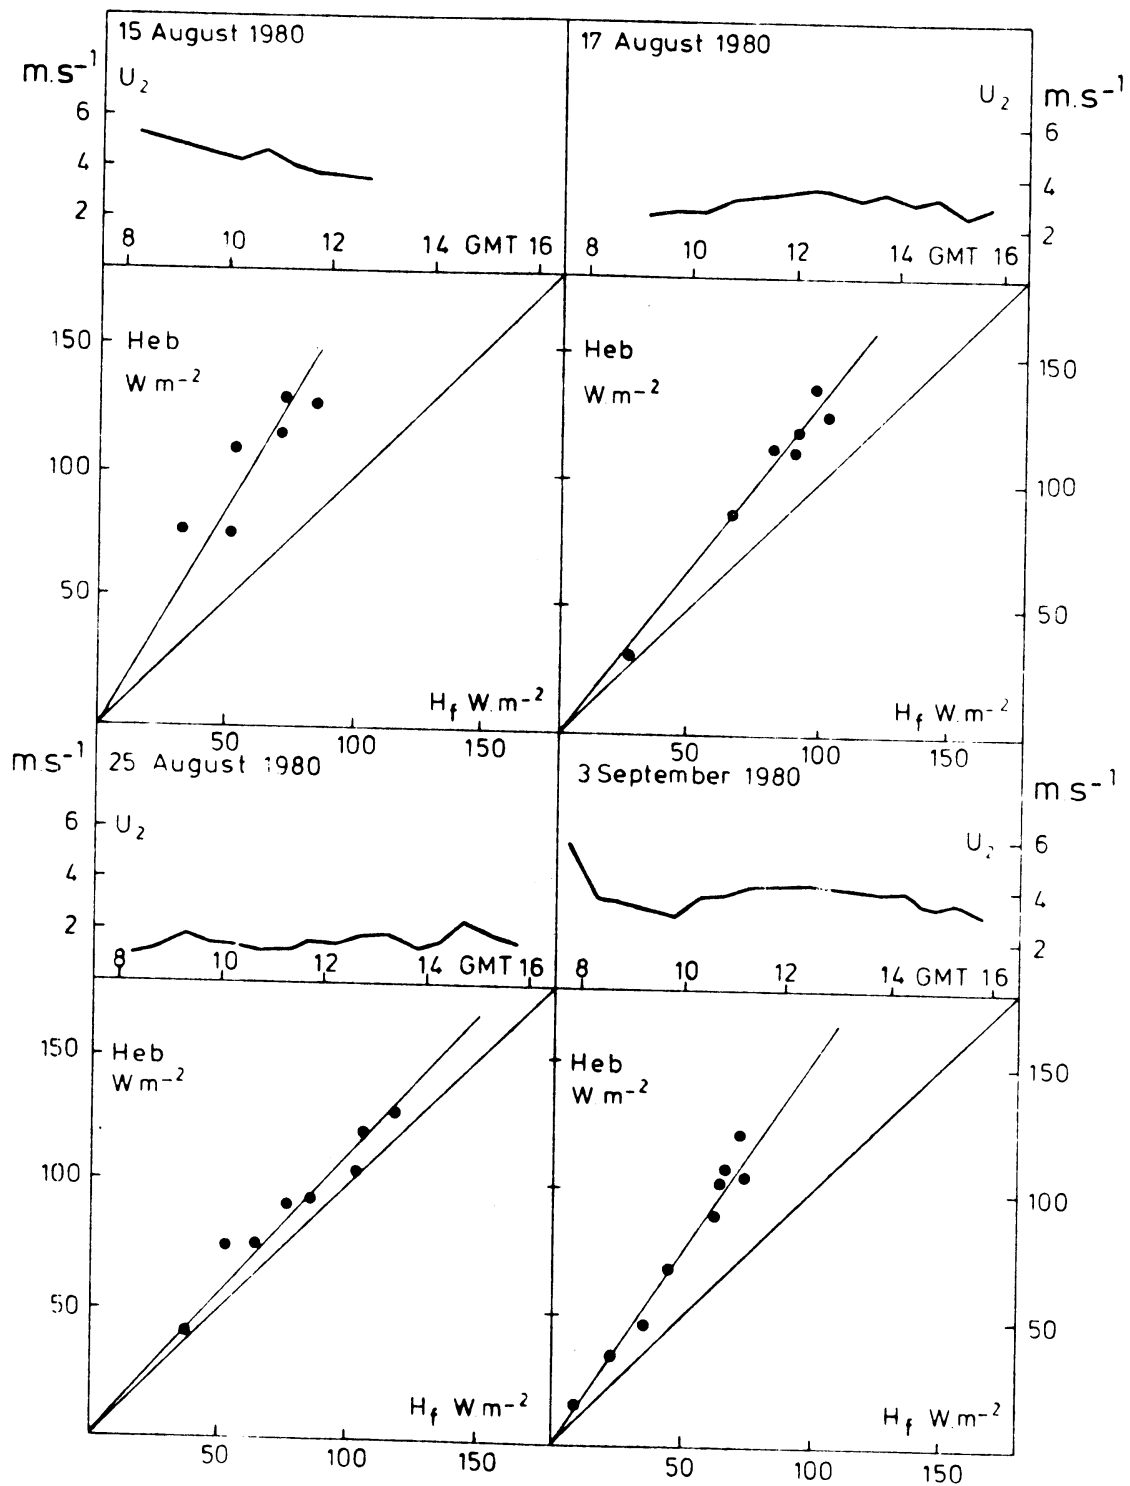 15 August 1980
m.s⁻¹
U₂
6
4
2
8 10 12 14 GMT 16
17 August 1980
U₂ m.s⁻¹
6
4
2
8 10 12 14 GMT 16
150
Heb
W m⁻²
100
50
H_f W.m⁻²
50 100 150
Heb
W.m⁻²
150
100
50
H_f W.m⁻²
50 100 150
m.s⁻¹
25 August 1980
6
U₂
4
2
8 10 12 14 GMT 16
3 September 1980
m s⁻¹
U₂
6
4
2
8 10 12 14 GMT 16
150
Heb
W m⁻²
100
50
H_f W.m⁻²
50 100 150
Heb
W.m⁻²
150
100
50
H_f W.m⁻²
50 100 150